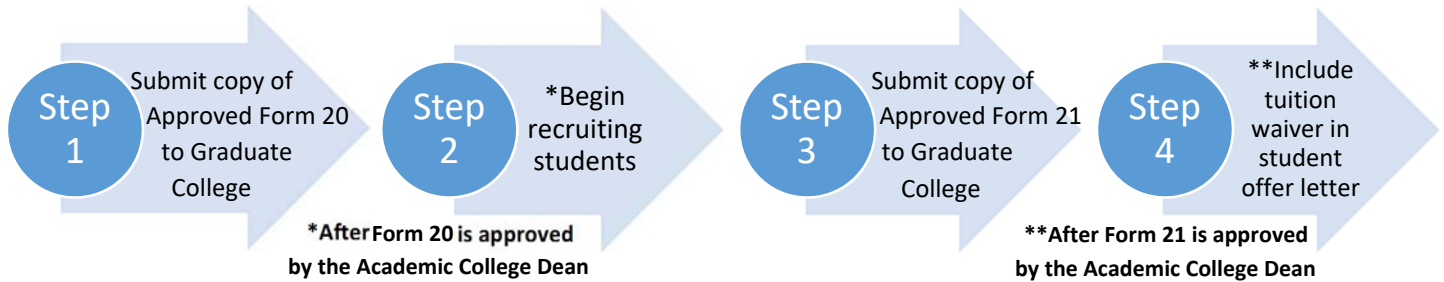 Step
1
Submit copy of
Approved Form 20
to Graduate
College
Step
2
*Begin
recruiting
students
*After Form 20 is approved
by the Academic College Dean
Step
3
Submit copy of
Approved Form 21
to Graduate
College
Step
4
**Include
tuition
waiver in
student
offer letter
**After Form 21 is approved
by the Academic College Dean